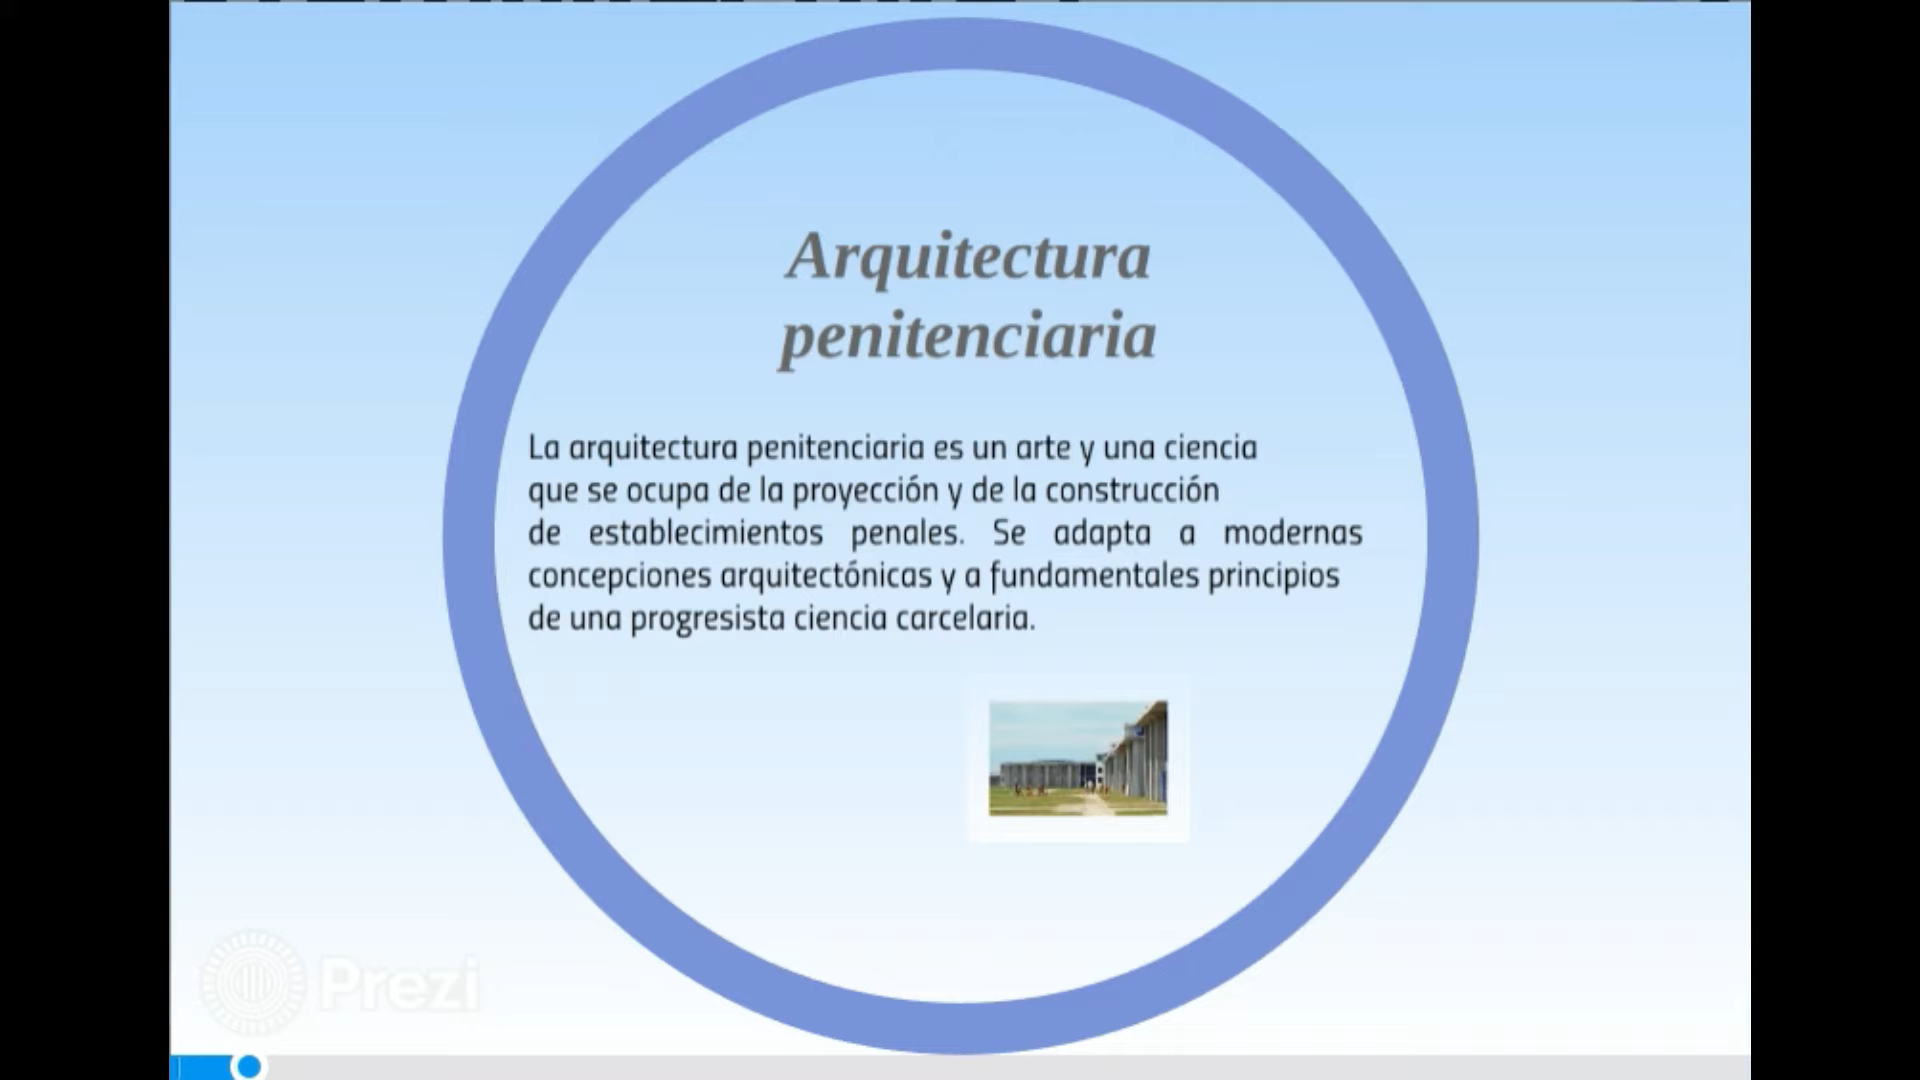 Arquitectura
penitenciaria
La arquitectura penitenciaria es un arte y una ciencia
que se ocupa de la proyección y de la construcción
de establecimientos penales. Se adapta a modernas
concepciones arquitectónicas y a fundamentales principios
de una progresista ciencia carcelaria.
Prezi